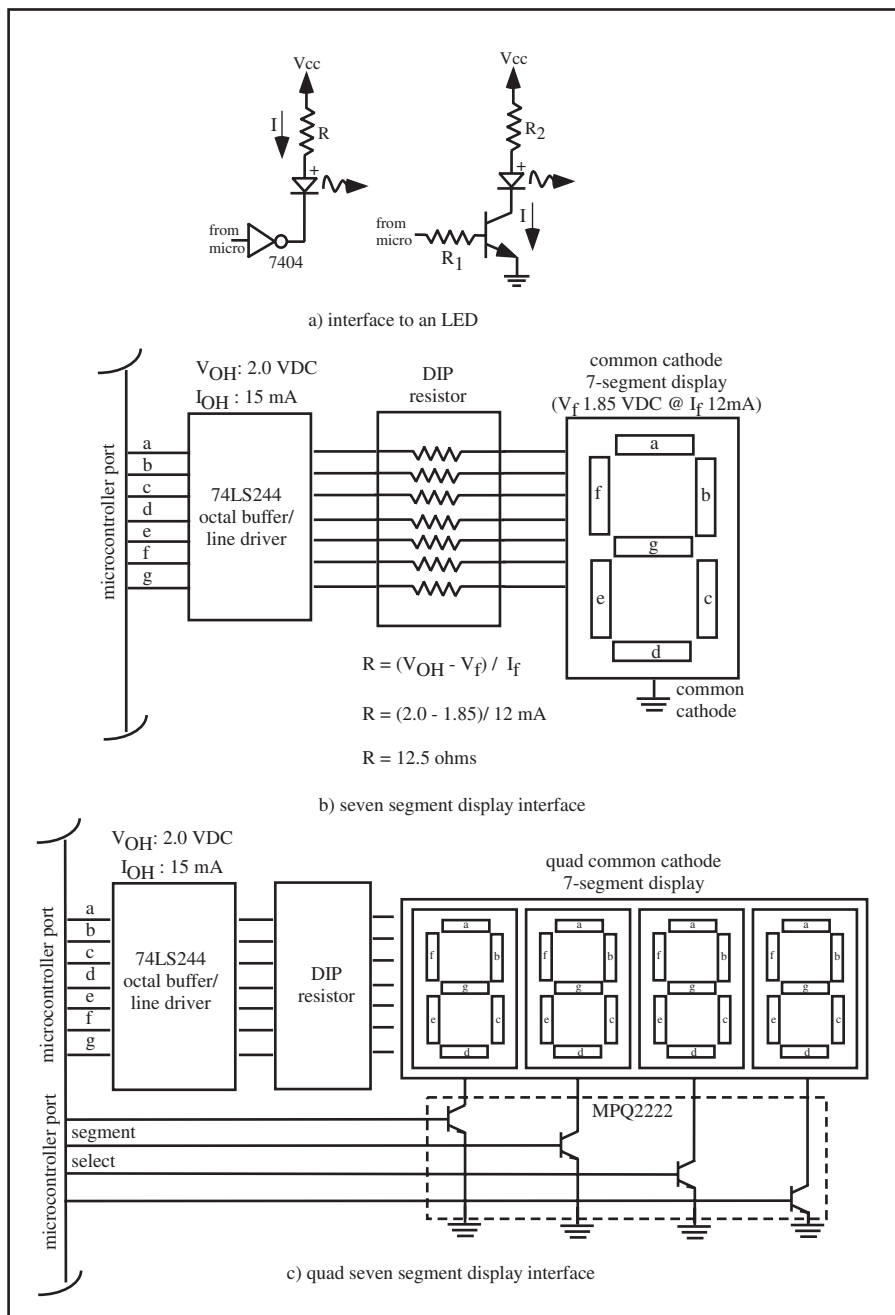 Vcc
Vcc
I
R
R2
+
+
from
micro
7404
from
micro
R1
I
a) interface to an LED
VOH: 2.0 VDC
IOH : 15 mA
DIP
resistor
common cathode
7-segment display
(Vf 1.85 VDC @ If 12mA)
microcontroller port
a
b
c
d
e
f
g
74LS244
octal buffer/
line driver
a
f
b
g
e
c
d
R = (VOH - Vf) / If
R = (2.0 - 1.85)/ 12 mA
R = 12.5 ohms
common
cathode
b) seven segment display interface
VOH: 2.0 VDC
IOH : 15 mA
quad common cathode
7-segment display
microcontroller port
a
b
c
d
e
f
g
74LS244
octal buffer/
line driver
DIP
resistor
a
f
b
g
e
c
d
a
f
b
g
e
c
d
a
f
b
g
e
c
d
a
f
b
g
e
c
d
microcontroller port
MPQ2222
segment
select
c) quad seven segment display interface